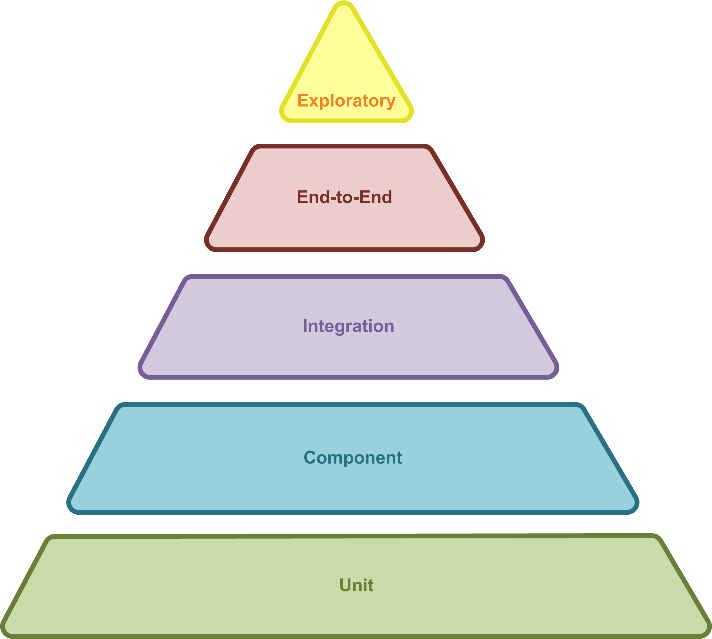 Exploratory
End-to-End
Integration
Component
Unit